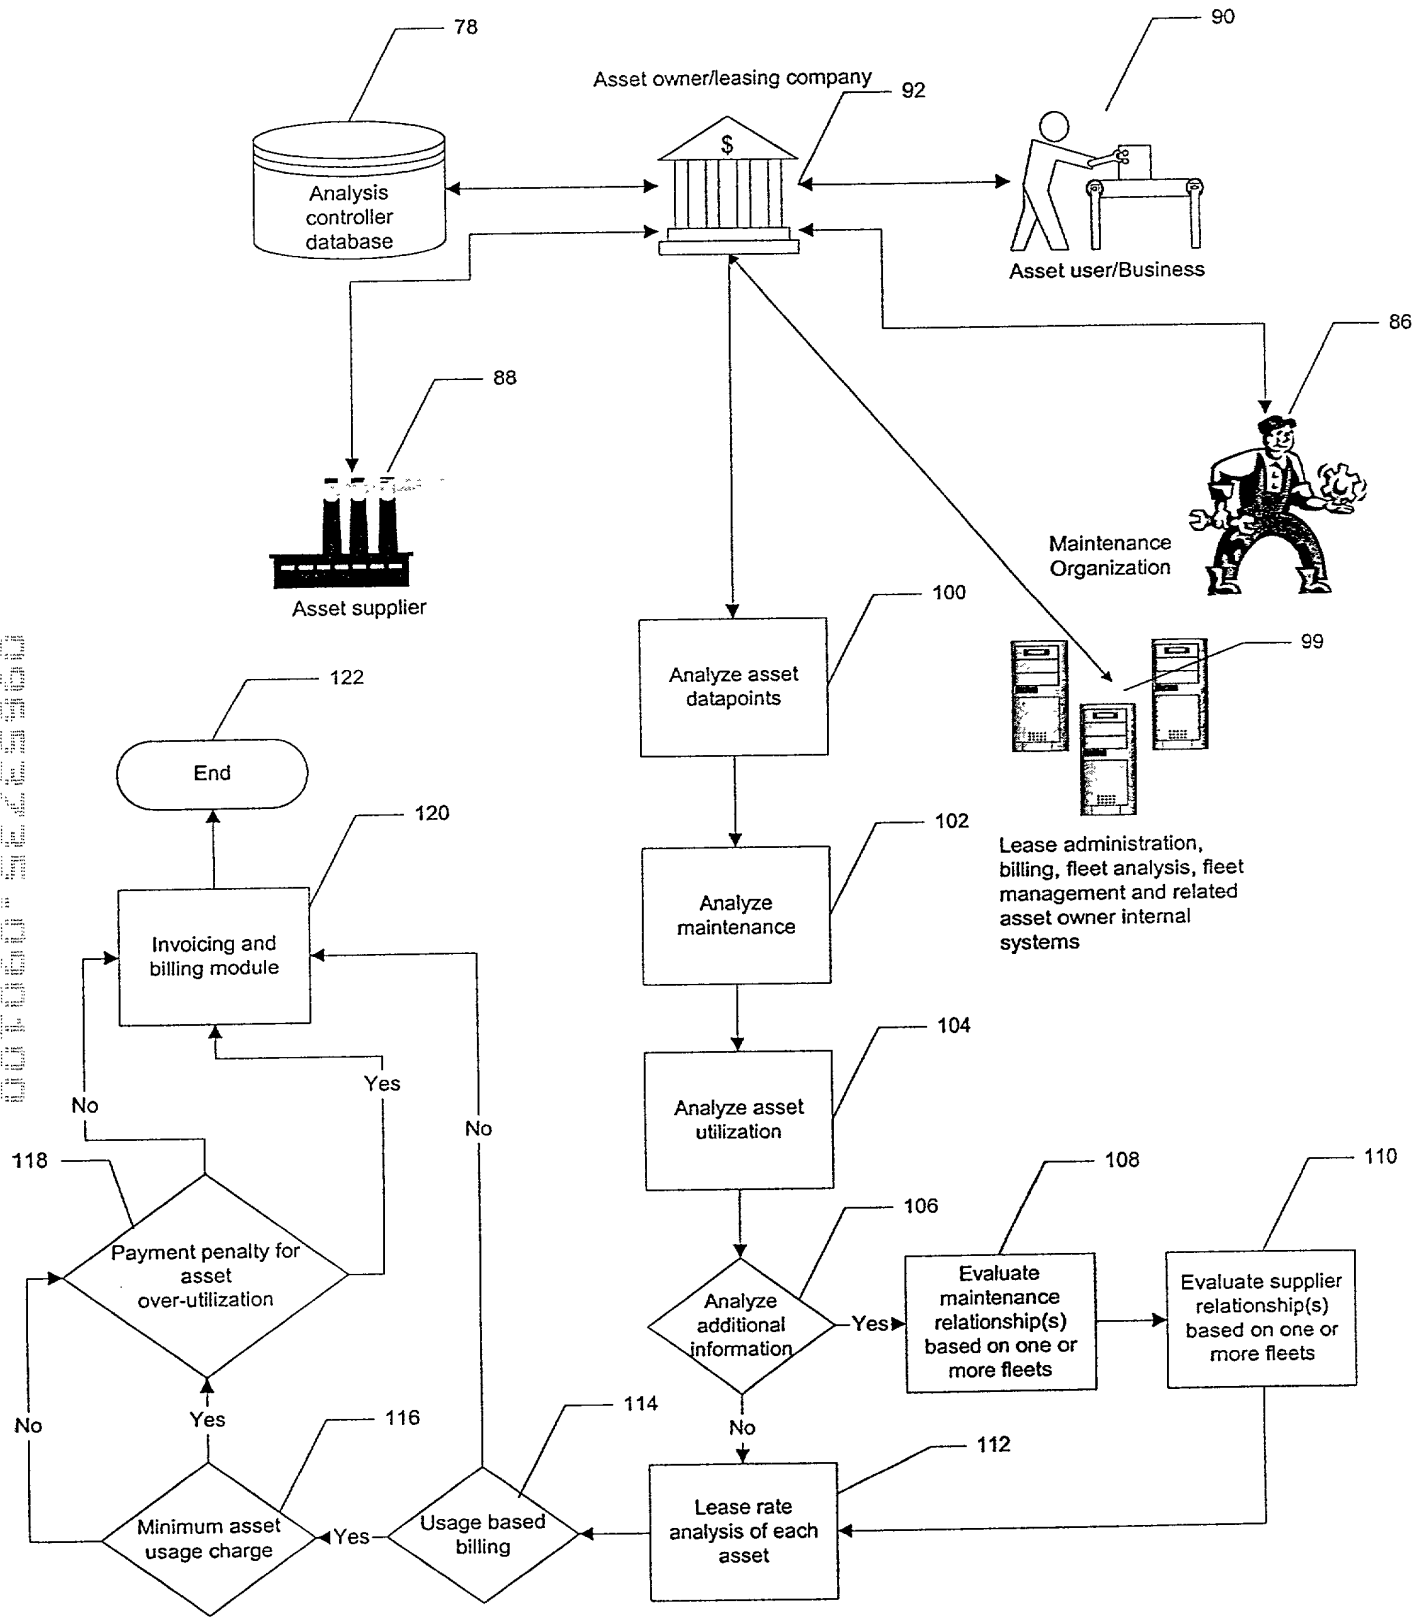 78
90
Asset owner/leasing company
92
$
Analysis
controller
database
Asset user/Business
86
88
Maintenance
Organization
Asset supplier
100
99
Analyze asset
datapoints
122
End
120
102
Lease administration,
billing, fleet analysis, fleet
management and related
asset owner internal
systems
Analyze
maintenance
Invoicing and
billing module
104
Yes
No
No
Analyze asset
utilization
118
108
110
106
Payment penalty for
asset
over-utilization
Analyze
additional
information
Yes
Evaluate
maintenance
relationship(s)
based on one or
more fleets
Evaluate supplier
relationship(s)
based on one or
more fleets
No
Yes
116
114
No
112
Minimum asset
usage charge
Yes
Usage based
billing
Lease rate
analysis of each
asset